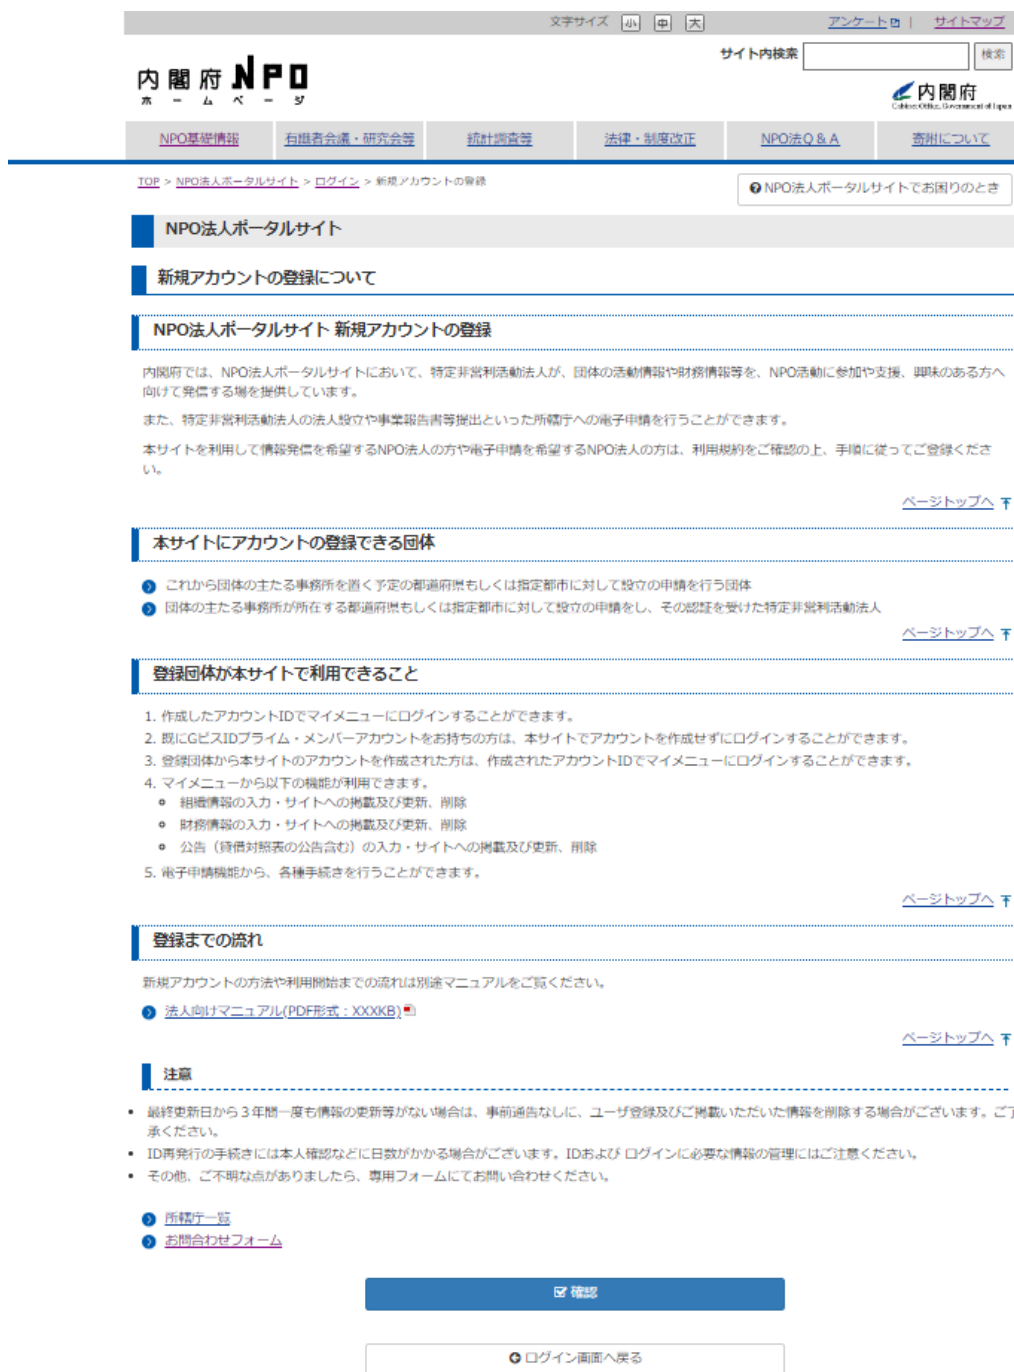 文字サイズ 小 中 大 アンケート | サイトマップ
サイト内検索 検索
内閣府 NPO
ホームページ
内閣府
Cabinet Office, Government of Japan
NPO基礎情報 有識者会議・研究会等 統計調査等 法律・制度改正 NPO法Q & A 寄附について
TOP > NPO法人ポータルサイト > ログイン > 新規アカウントの登録
NPO法人ポータルサイトでお困りのとき
NPO法人ポータルサイト
新規アカウントの登録について
NPO法人ポータルサイト 新規アカウントの登録
内閣府では、NPO法人ポータルサイトにおいて、特定非営利活動法人が、団体の活動情報や財務情報等を、NPO活動に参加や支援、興味のある方へ
向けて発信する場を提供しています。
また、特定非営利活動法人の法人設立や事業報告書等提出といった所轄庁への電子申請を行うことができます。
本サイトを利用して情報発信を希望するNPO法人の方や電子申請を希望するNPO法人の方は、利用規約をご確認の上、手順に従ってご登録くださ
い。
ページトップへ
本サイトにアカウントの登録できる団体
これから団体の主たる事務所を置く予定の都道府県もしくは指定都市に対して設立の申請を行う団体
団体の主たる事務所が所在する都道府県もしくは指定都市に対して設立の申請をし、その認証を受けた特定非営利活動法人
ページトップへ
登録団体が本サイトで利用できること
1. 作成したアカウントIDでマイメニューにログインすることができます。
2. 既にGビズIDプライム・メンバーアカウントをお持ちの方は、本サイトでアカウントを作成せずにログインすることができます。
3. 登録団体から本サイトのアカウントを作成された方は、作成されたアカウントIDでマイメニューにログインすることができます。
4. マイメニューから以下の機能が利用できます。
組織情報の入力・サイトへの掲載及び更新、削除
財務情報の入力・サイトへの掲載及び更新、削除
公告（貸借対照表の公告含む）の入力・サイトへの掲載及び更新、削除
5. 電子申請機能から、各種手続きを行うことができます。
ページトップへ
登録までの流れ
新規アカウントの方法や利用開始までの流れは別途マニュアルをご覧ください。
法人向けマニュアル(PDF形式：XXXKB)
ページトップへ
注意
• 最終更新日から３年間一度も情報の更新等がない場合は、事前通告なしに、ユーザ登録及びご掲載いただいた情報を削除する場合がございます。ご了
承ください。
• ID再発行の手続きには本人確認などに日数がかかる場合がございます。IDおよび ログインに必要な情報の管理にはご注意ください。
• その他、ご不明な点がありましたら、専用フォームにてお問い合わせください。
所轄庁一覧
お問合わせフォーム
確認
ログイン画面へ戻る